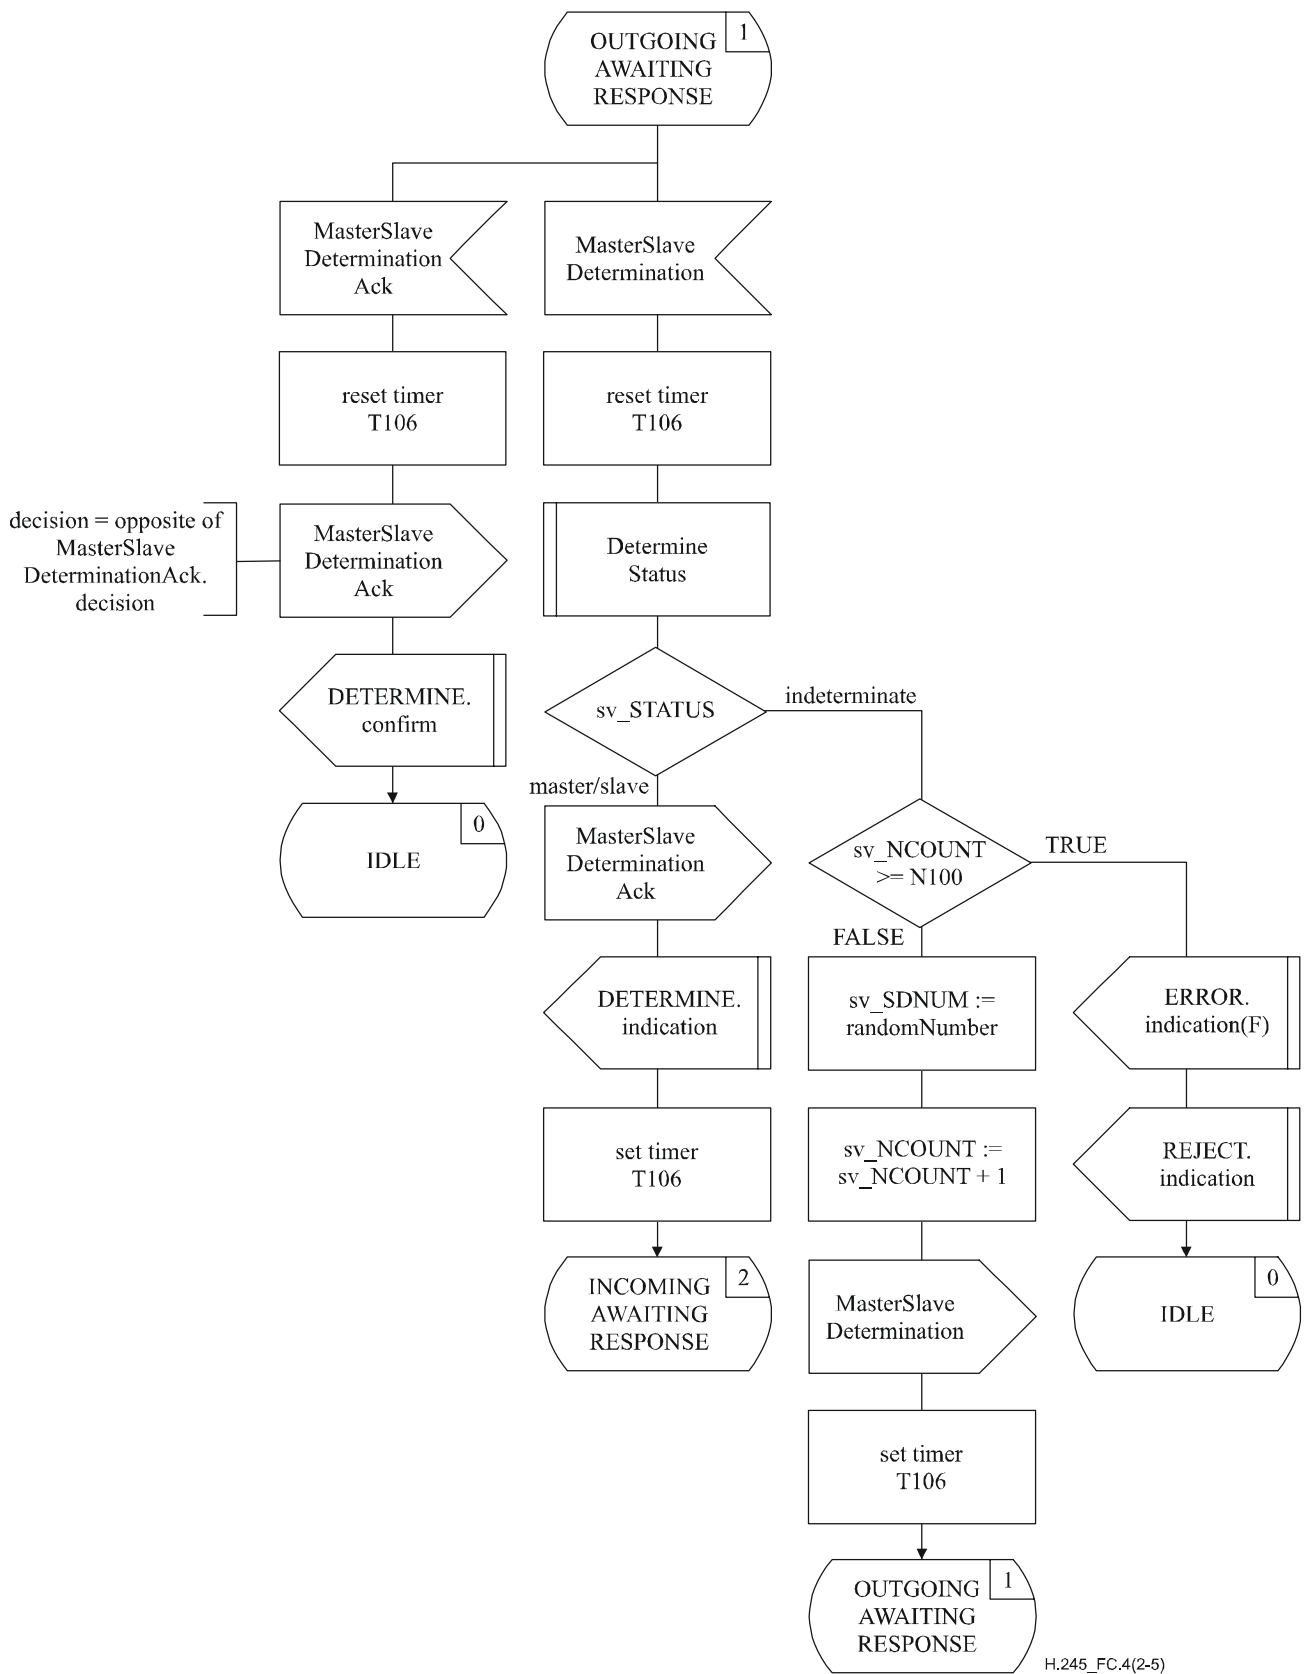 OUTGOING
AWAITING
RESPONSE
1
MasterSlave
Determination
Ack
MasterSlave
Determination
reset timer
T106
reset timer
T106
decision = opposite of
MasterSlave
DeterminationAck.
decision
MasterSlave
Determination
Ack
Determine
Status
DETERMINE.
confirm
sv_STATUS
indeterminate
master/slave
IDLE
0
MasterSlave
Determination
Ack
sv_NCOUNT
>= N100
TRUE
FALSE
DETERMINE.
indication
sv_SDNUM :=
randomNumber
ERROR.
indication(F)
set timer
T106
sv_NCOUNT :=
sv_NCOUNT + 1
REJECT.
indication
INCOMING
AWAITING
RESPONSE
2
MasterSlave
Determination
IDLE
0
set timer
T106
OUTGOING
AWAITING
RESPONSE
1
H.245_FC.4(2-5)